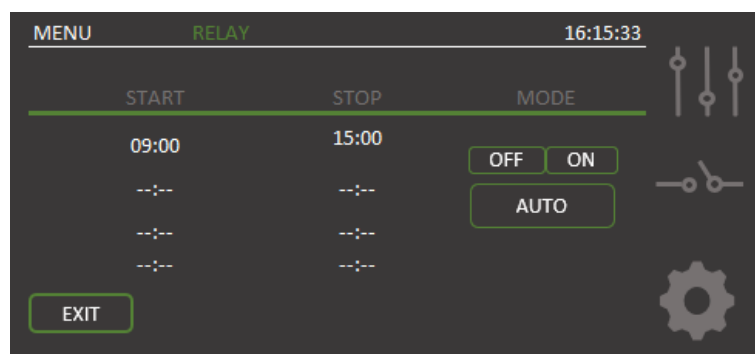 MENU RELAY 16:15:33
START STOP MODE
09:00 15:00
OFF ON
--:-- --:--
AUTO
--:-- --:--
--:-- --:--
EXIT